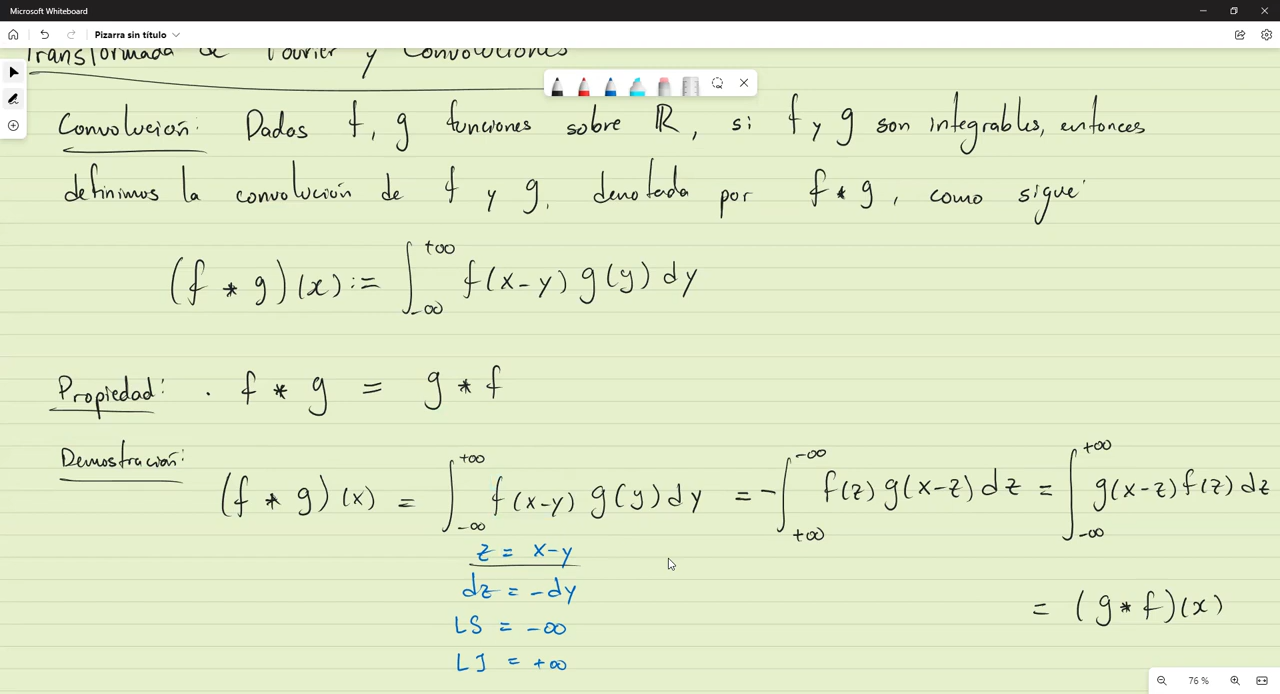 Microsoft Whiteboard
Pizarra sin título
Transformada de Fourier y Convoluciones
Convolución: Dados f, g funciones sobre ℝ, si f y g son integrables, entonces
definimos la convolución de f y g, denotada por f * g, como sigue:
(f * g)(x) := ∫_{-∞}^{+∞} f(x-y) g(y) dy
Propiedad: . f * g = g * f
Demostración: (f * g)(x) = ∫_{-∞}^{+∞} f(x-y) g(y) dy = -∫_{+∞}^{-∞} f(z) g(x-z) dz = ∫_{-∞}^{+∞} g(x-z) f(z) dz
z = x-y
dz = -dy
LS = -∞
LI = +∞
= (g * f)(x)
76 %